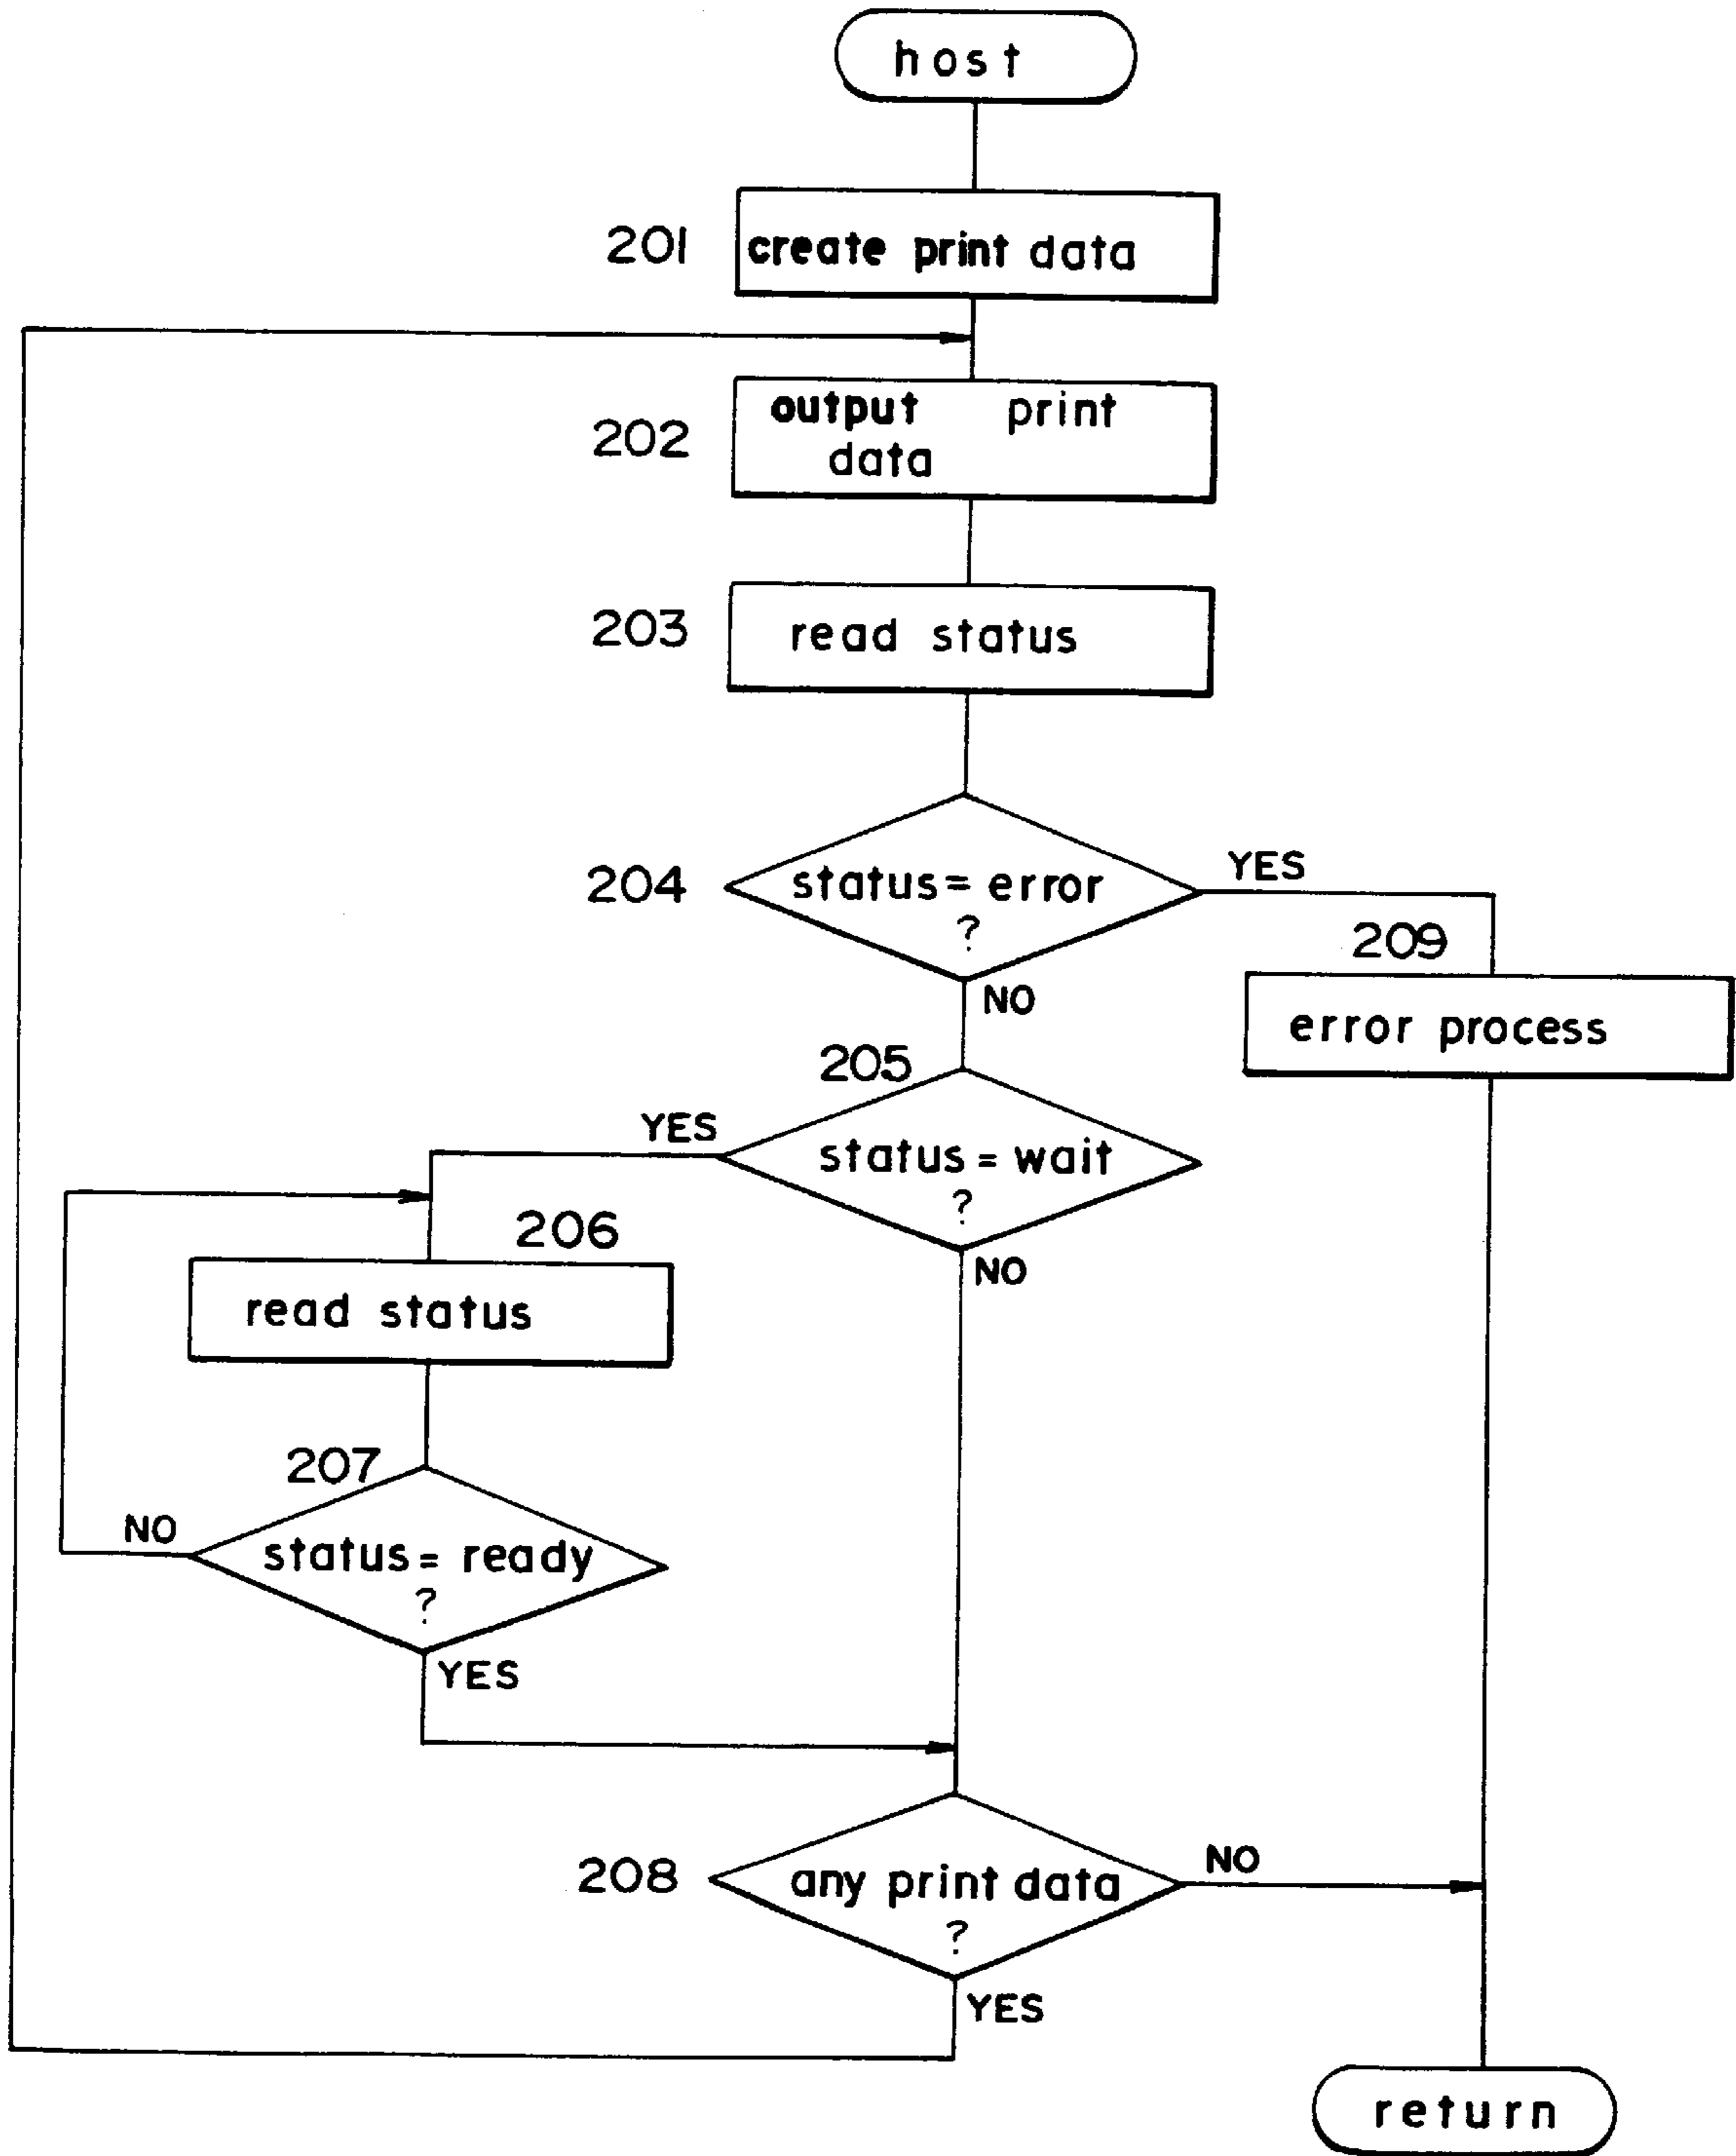 host
201
create print data
202
output print
data
203
read status
204
status = error
?
YES
NO
209
error process
205
YES
status = wait
?
NO
206
read status
207
NO
status = ready
?
YES
208
any print data
?
NO
YES
return